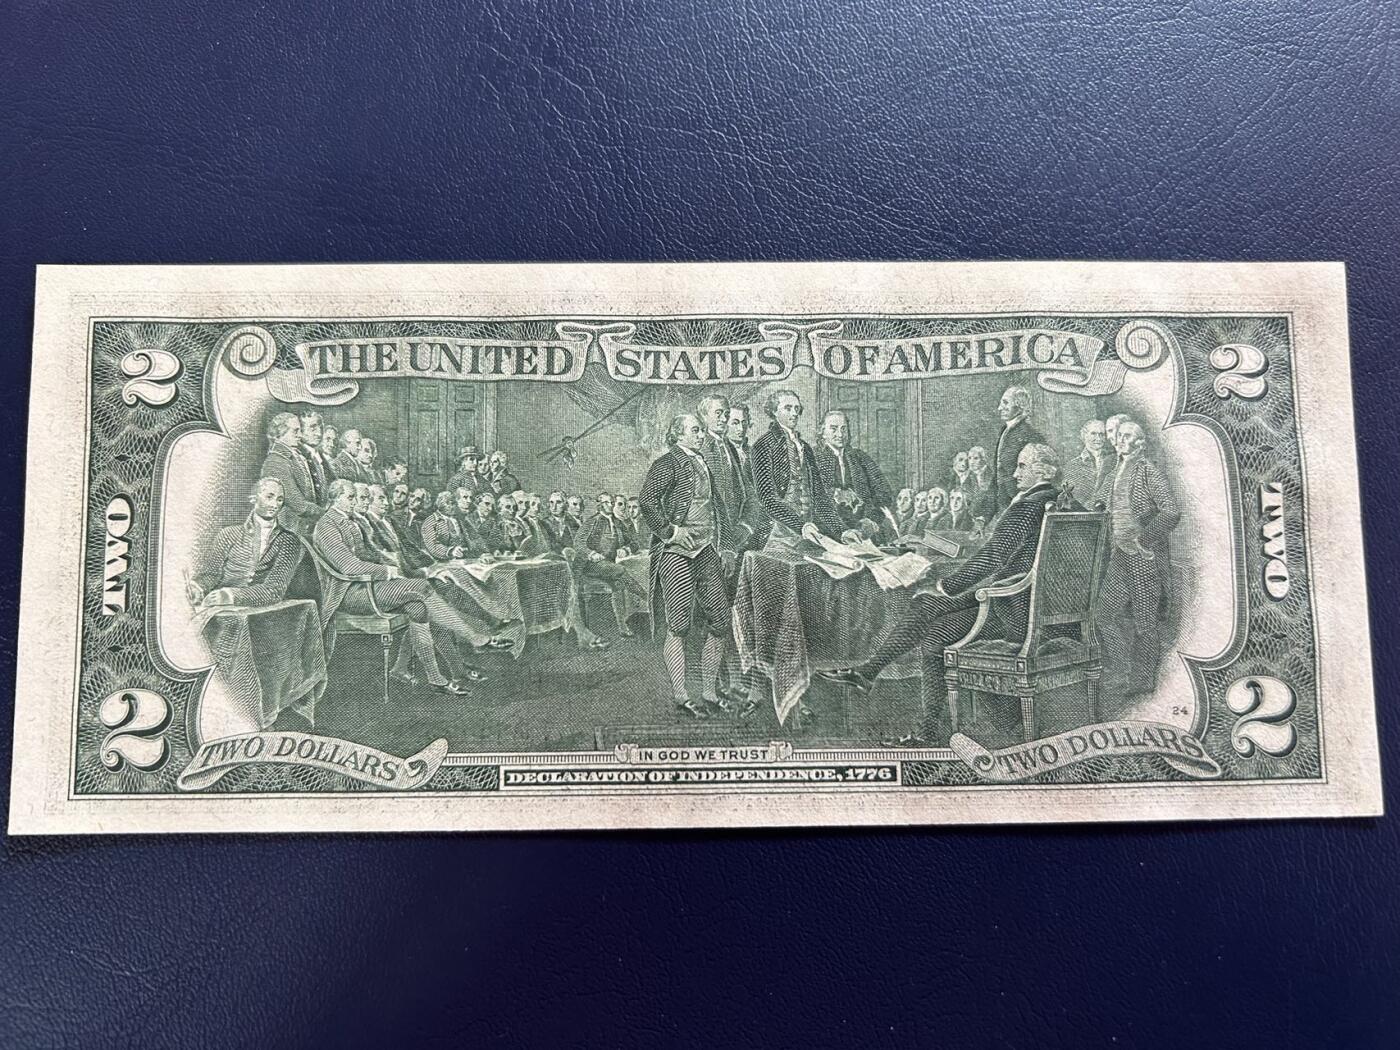 2 THE UNITED STATES OF AMERICA 2
TWO
TWO
24
2 TWO DOLLARS IN GOD WE TRUST TWO DOLLARS 2
DECLARATION OF INDEPENDENCE, 1776